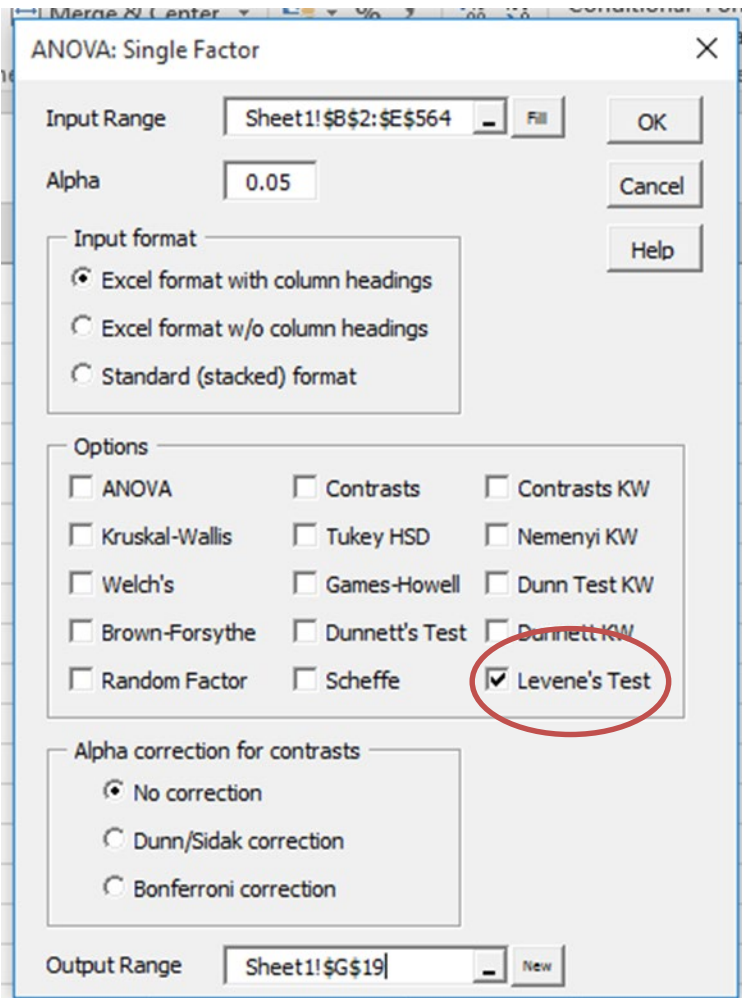 Merge & Center
ANOVA: Single Factor
Input Range Sheet1!$B$2:$E$564 Fill OK
Alpha 0.05 Cancel
Input format Help
Excel format with column headings
Excel format w/o column headings
Standard (stacked) format
Options
ANOVA Contrasts Contrasts KW
Kruskal-Wallis Tukey HSD Nemenyi KW
Welch's Games-Howell Dunn Test KW
Brown-Forsythe Dunnett's Test Dunnett KW
Random Factor Scheffe Levene's Test
Alpha correction for contrasts
No correction
Dunn/Sidak correction
Bonferroni correction
Output Range Sheet1!$G$19 New